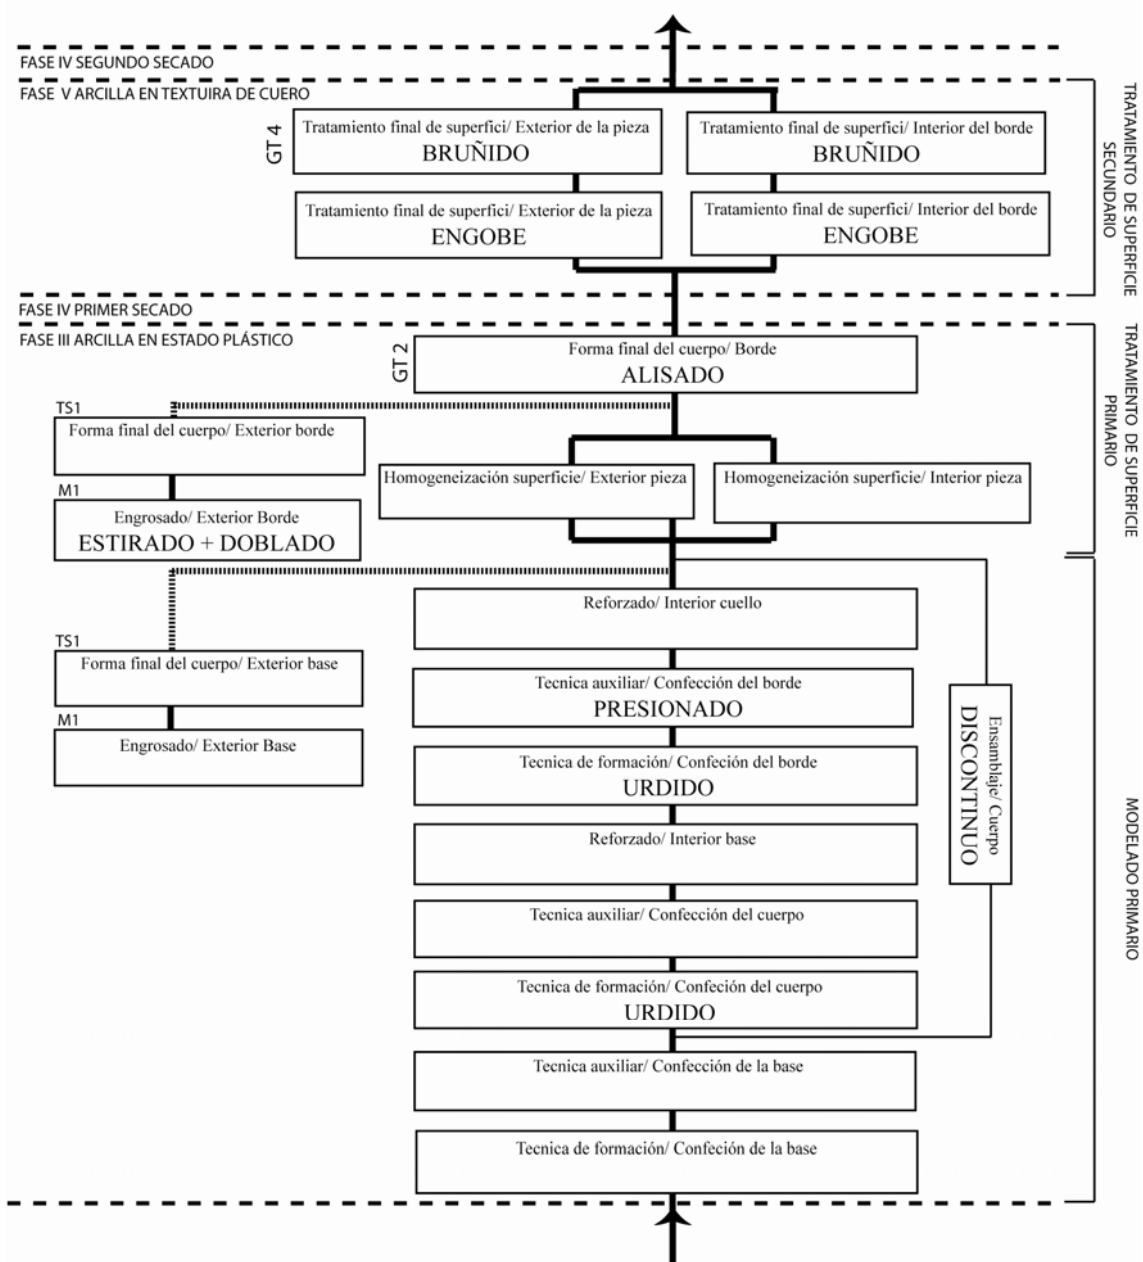 FASE IV SEGUNDO SECADO
FASE V ARCILLA EN TEXTUIRA DE CUERO
GT 4
Tratamiento final de superfici/ Exterior de la pieza
BRUÑIDO
Tratamiento final de superfici/ Interior del borde
BRUÑIDO
Tratamiento final de superfici/ Exterior de la pieza
ENGOBE
Tratamiento final de superfici/ Interior del borde
ENGOBE
TRATAMIENTO DE SUPERFICIE
SECUNDARIO
FASE IV PRIMER SECADO
FASE III ARCILLA EN ESTADO PLÁSTICO
GT 2
Forma final del cuerpo/ Borde
ALISADO
TS1
Forma final del cuerpo/ Exterior borde
M1
Engrosado/ Exterior Borde
ESTIRADO + DOBLADO
Homogeneización superficie/ Exterior pieza
Homogeneización superficie/ Interior pieza
TRATAMIENTO DE SUPERFICIE
PRIMARIO
TS1
Forma final del cuerpo/ Exterior base
M1
Engrosado/ Exterior Base
Reforzado/ Interior cuello
Tecnica auxiliar/ Confección del borde
PRESIONADO
Tecnica de formación/ Confeción del borde
URDIDO
Reforzado/ Interior base
Tecnica auxiliar/ Confección del cuerpo
Tecnica de formación/ Confeción del cuerpo
URDIDO
Tecnica auxiliar/ Confección de la base
Tecnica de formación/ Confeción de la base
Ensamblaje/ Cuerpo
DISCONTINUO
MODELADO PRIMARIO